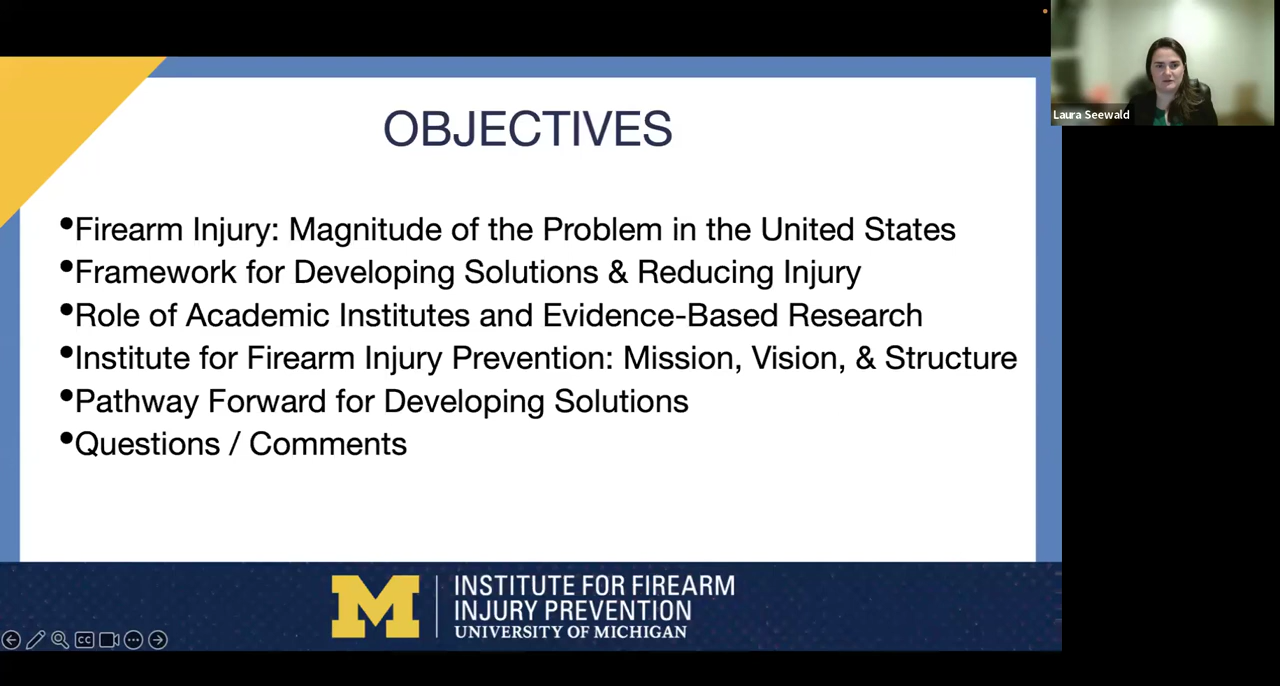 OBJECTIVES
•Firearm Injury: Magnitude of the Problem in the United States
•Framework for Developing Solutions & Reducing Injury
•Role of Academic Institutes and Evidence-Based Research
•Institute for Firearm Injury Prevention: Mission, Vision, & Structure
•Pathway Forward for Developing Solutions
•Questions / Comments
M
INSTITUTE FOR FIREARM
INJURY PREVENTION
UNIVERSITY OF MICHIGAN
CC
Laura Seewald